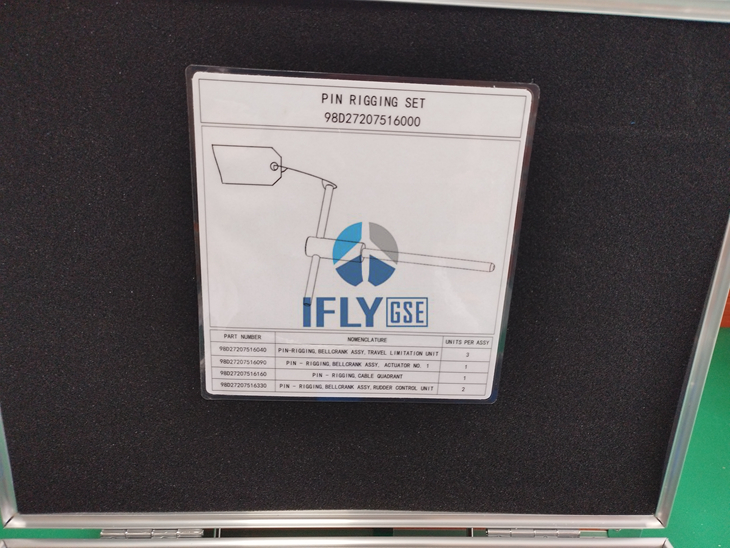 PIN RIGGING SET
98D27207516000
IFLY GSE
PART NUMBER NOMENCLATURE UNITS PER ASSY
98D27207516040 PIN-RIGGING, BELLCRANK ASSY, TRAVEL LIMITATION UNIT 2
98D27207516090 PIN - RIGGING, BELLCRANK ASSY, ACTUATOR NO. 1 1
98D27207516160 PIN - RIGGING, CABLE QUADRANT 1
98D27207516330 PIN - RIGGING, BELLCRANK ASSY, RUDDER CONTROL UNIT 2